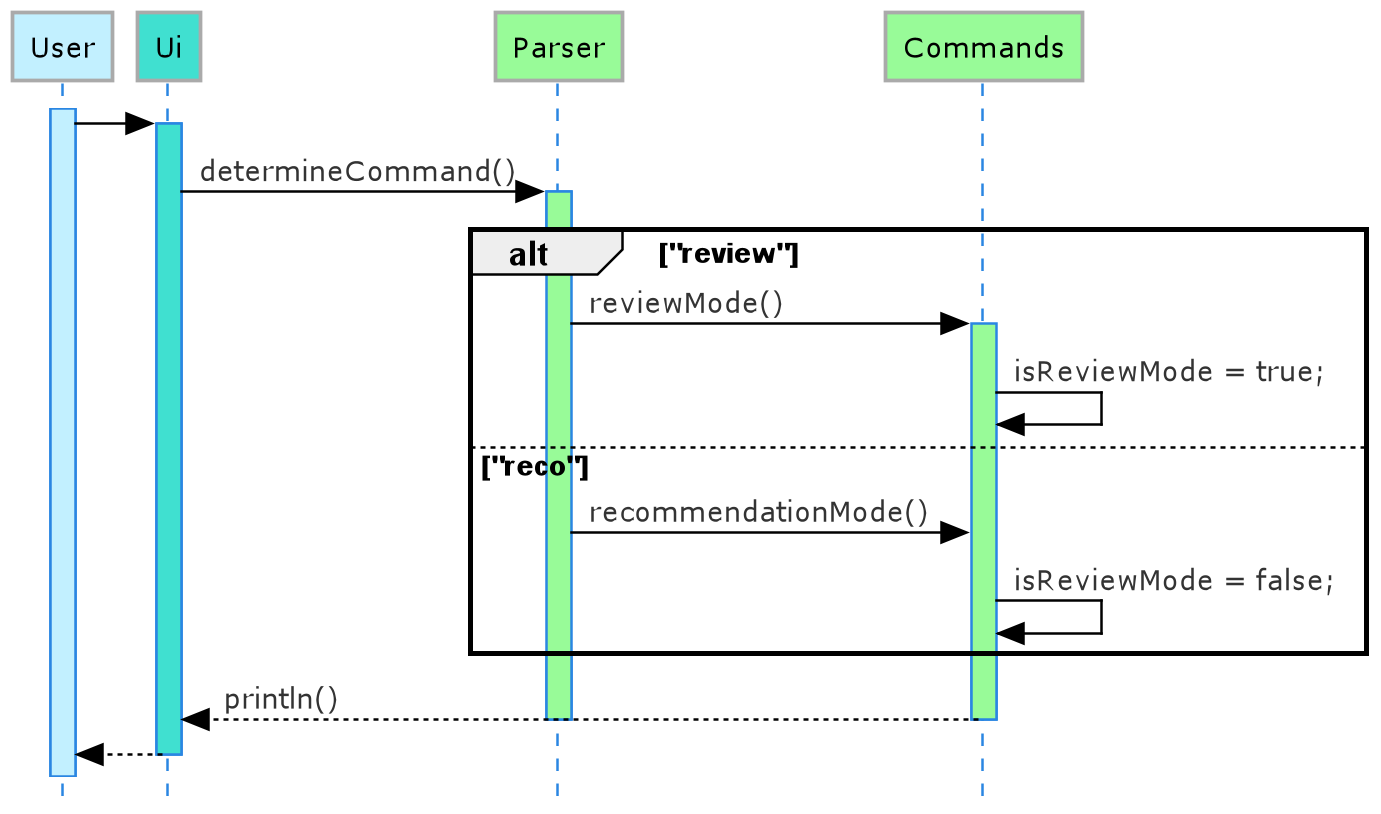 User
Ui
Parser
Commands
determineCommand()
alt
["review"]
reviewMode()
isReviewMode = true;
["reco"]
recommendationMode()
isReviewMode = false;
println()